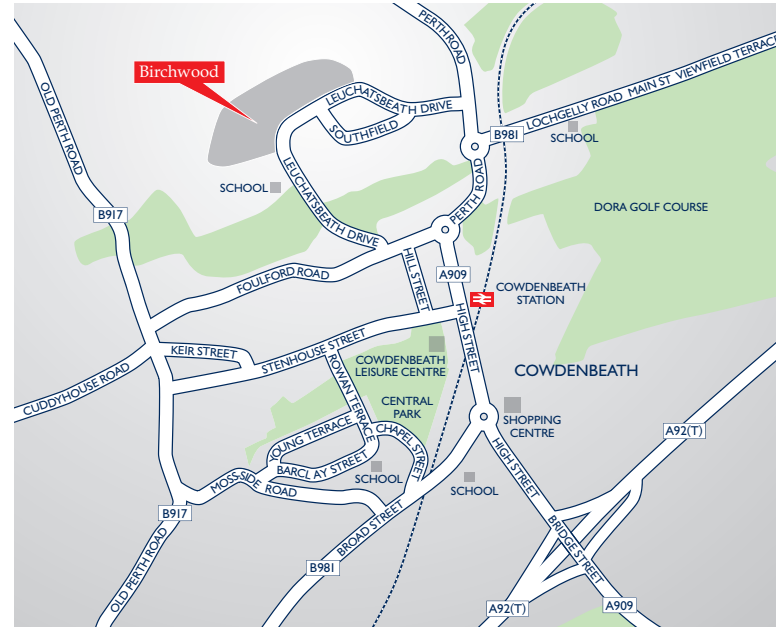 PERTH ROAD
OLD PERTH ROAD
Birchwood
LEUCHATSBEATH DRIVE
SOUTHFIELD
LOCHGELLY ROAD MAIN ST VIEWFIELD TERRACE
B981
SCHOOL
LEUCHATSBEATH DRIVE
SCHOOL
PERTH ROAD
DORA GOLF COURSE
B917
FOULFORD ROAD
HILL STREET
A909
COWDENBEATH
STATION
HIGH STREET
KEIR STREET
STENHOUSE STREET
COWDENBEATH
LEISURE CENTRE
COWDENBEATH
CUDDYHOUSE ROAD
ROWAN TERRACE
CENTRAL
PARK
SHOPPING
CENTRE
YOUNG TERRACE
CHAPEL STREET
A92(T)
BARCLAY STREET
SCHOOL
SCHOOL
HIGH STREET
MOSS-SIDE ROAD
B917
BROAD STREET
BRIDGE STREET
OLD PERTH ROAD
B981
A92(T)
A909